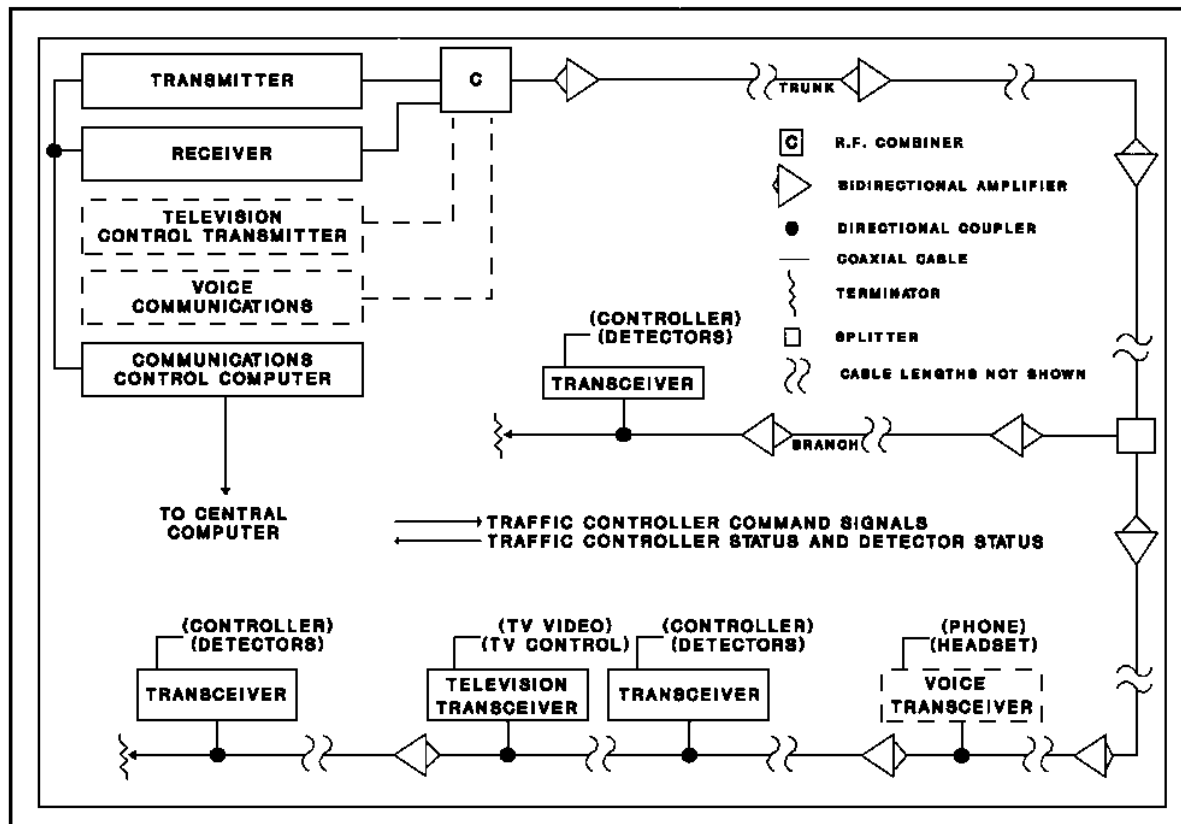 TRANSMITTER
C
TRUNK
RECEIVER
TELEVISION
CONTROL TRANSMITTER
VOICE
COMMUNICATIONS
COMMUNICATIONS
CONTROL COMPUTER
TO CENTRAL
COMPUTER
C R.F. COMBINER
BIDIRECTIONAL AMPLIFIER
DIRECTIONAL COUPLER
COAXIAL CABLE
TERMINATOR
SPLITTER
CABLE LENGTHS NOT SHOWN
(CONTROLLER)
(DETECTORS)
TRANSCEIVER
BRANCH
TRAFFIC CONTROLLER COMMAND SIGNALS
TRAFFIC CONTROLLER STATUS AND DETECTOR STATUS
(CONTROLLER)
(DETECTORS)
TRANSCEIVER
(TV VIDEO)
(TV CONTROL)
TELEVISION
TRANSCEIVER
(CONTROLLER)
(DETECTORS)
TRANSCEIVER
(PHONE)
(HEADSET)
VOICE
TRANSCEIVER